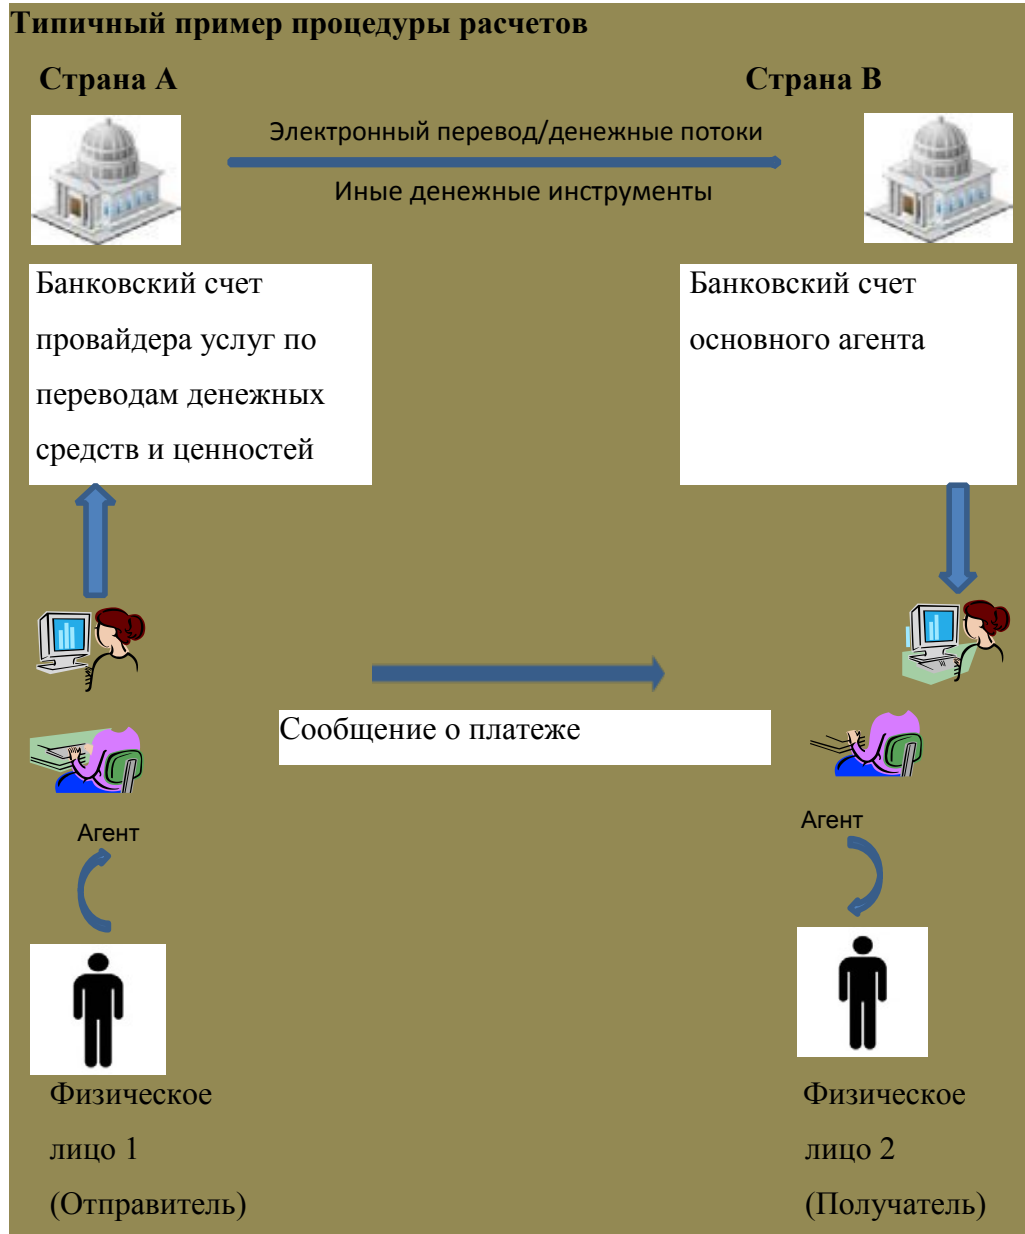 Типичный пример процедуры расчетов
Страна А
Страна В
Электронный перевод/денежные потоки
Иные денежные инструменты
Банковский счет
провайдера услуг по
переводам денежных
средств и ценностей
Банковский счет
основного агента
Сообщение о платеже
Агент
Агент
Физическое
лицо 1
(Отправитель)
Физическое
лицо 2
(Получатель)